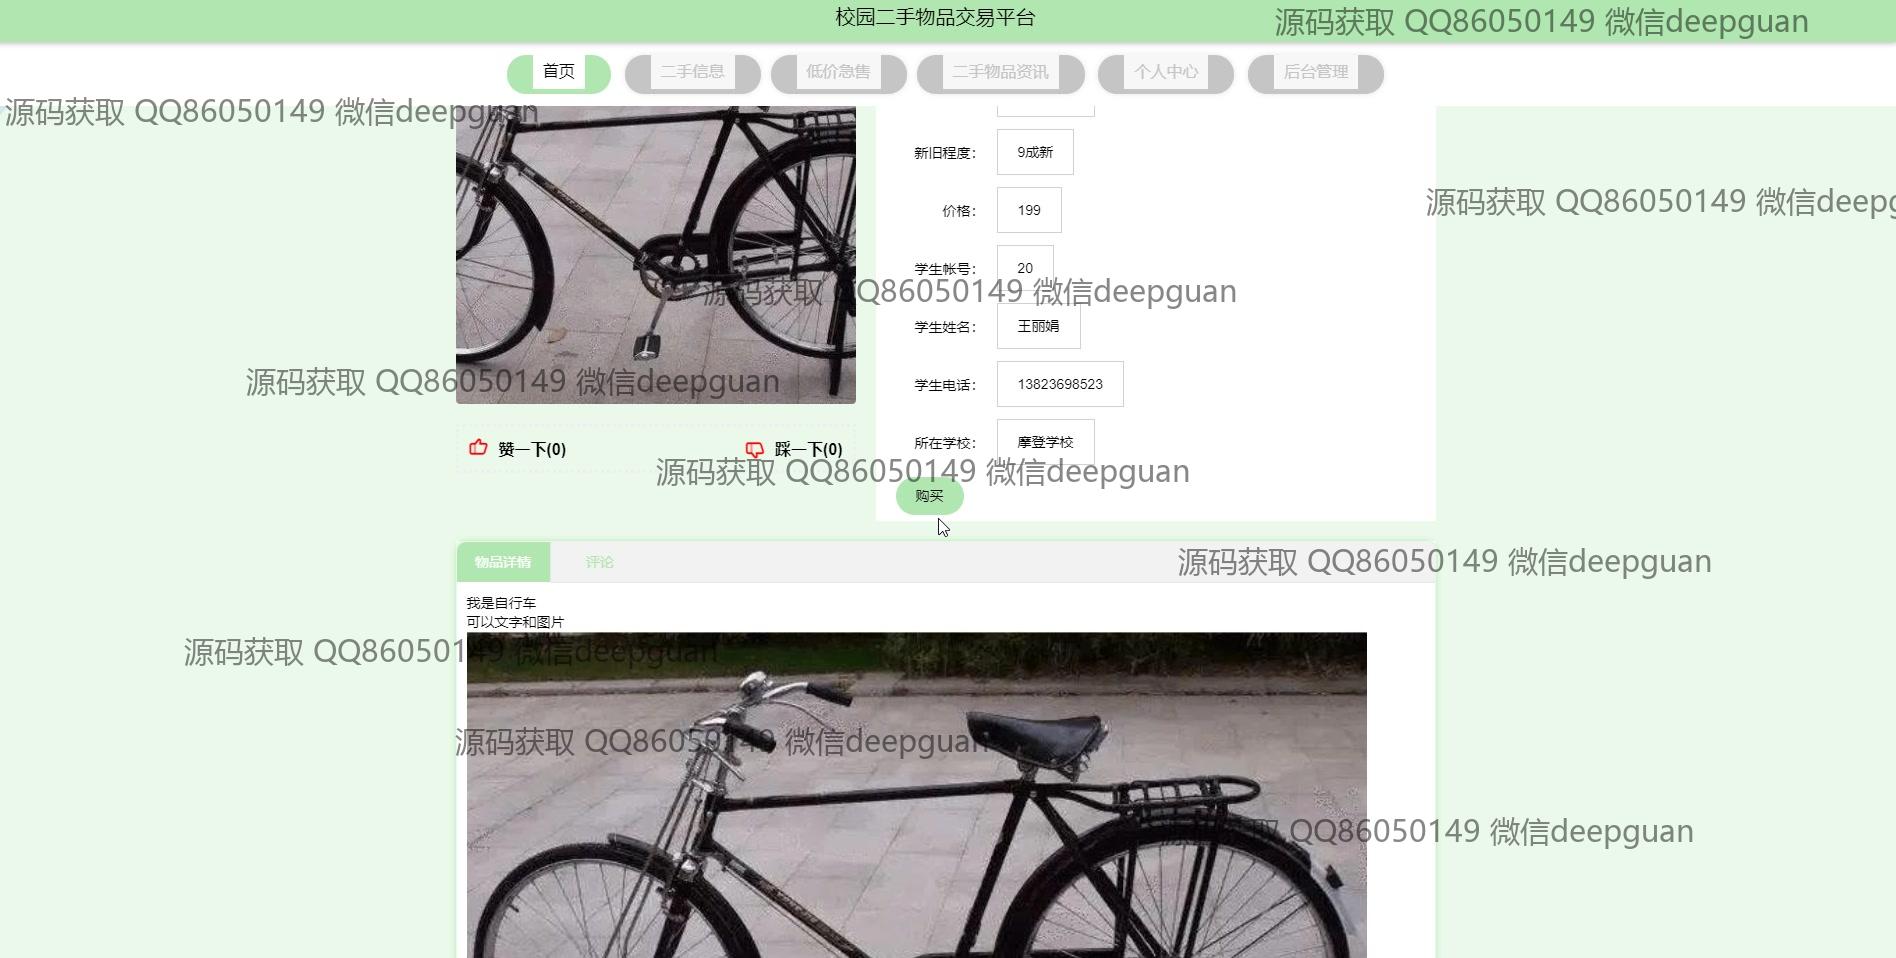 校园二手物品交易平台
源码获取 QQ86050149 微信deepguan
首页 二手信息 低价急售 二手物品资讯 个人中心 后台管理
源码获取 QQ86050149 微信deepguan
新旧程度： 9成新
源码获取 QQ86050149 微信deepg
价格： 199
学生帐号： 20
源码获取 QQ86050149 微信deepguan
学生姓名： 王丽娟
源码获取 QQ86050149 微信deepguan
学生电话： 13823698523
赞一下(0) 踩一下(0)
所在学校： 摩登学校
源码获取 QQ86050149 微信deepguan
购买
物品详情 评论
源码获取 QQ86050149 微信deepguan
我是自行车
可以文字和图片
源码获取 QQ86050149 微信deepguan
源码获取 QQ86050149 微信deepguan
源码获取 QQ86050149 微信deepguan